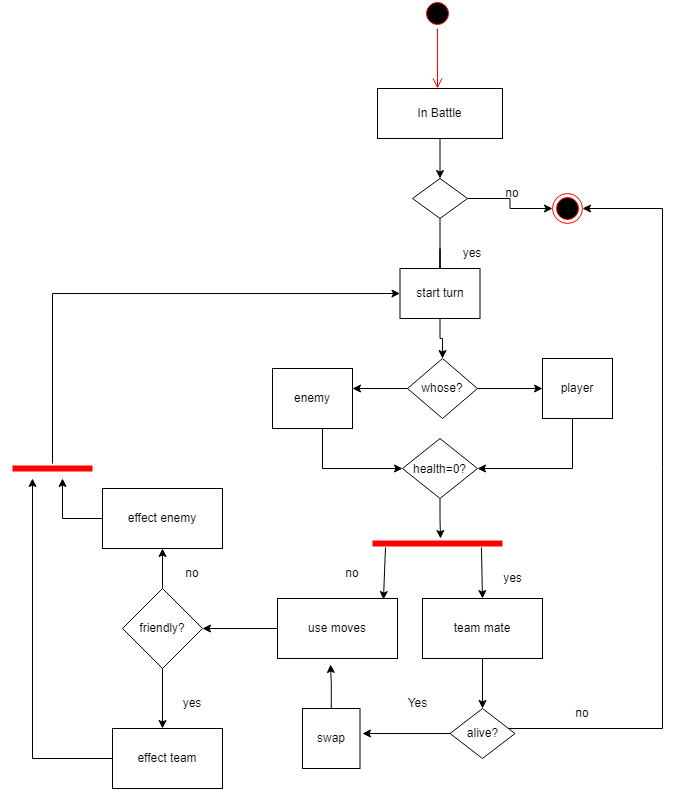 In Battle
no
yes
start turn
whose?
enemy
player
health=0?
effect enemy
no
no
yes
friendly?
use moves
team mate
yes
Yes
no
swap
alive?
effect team